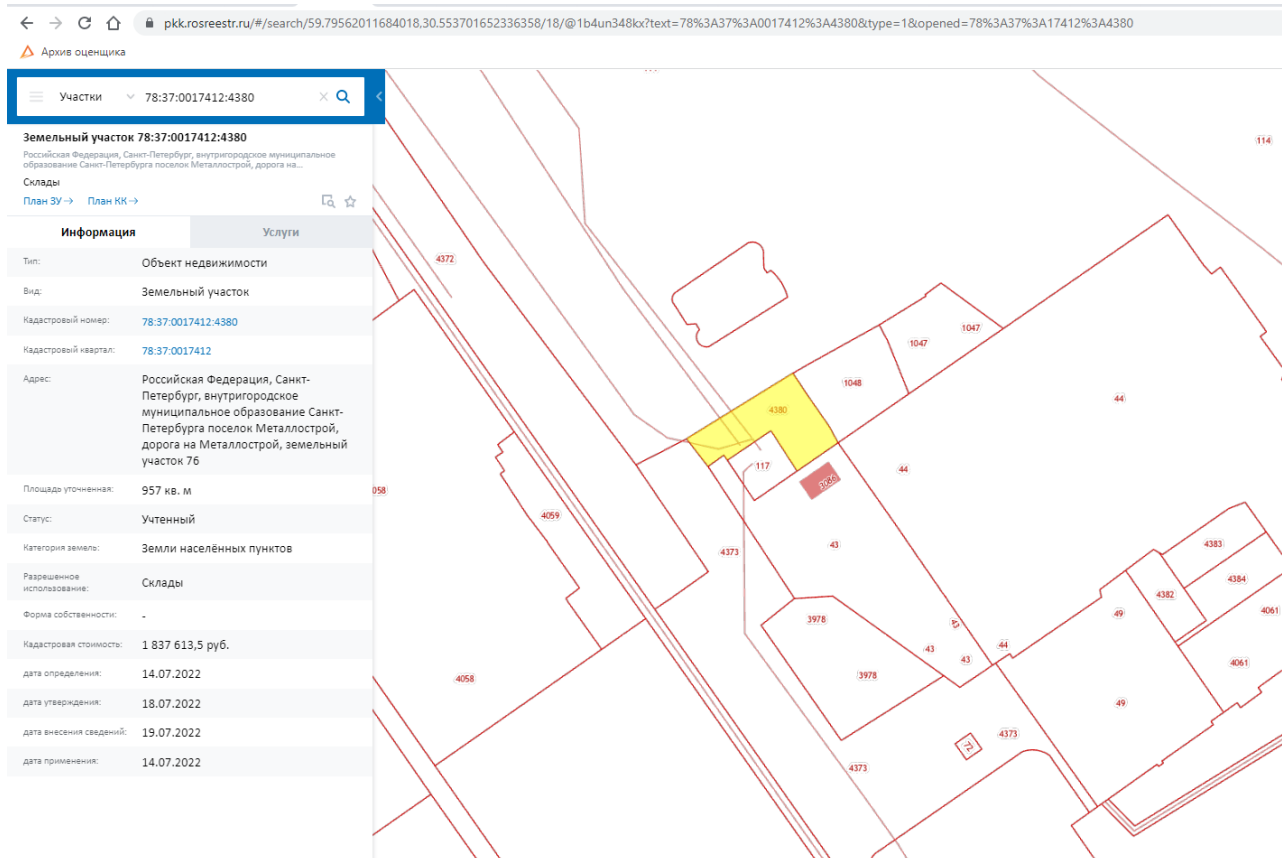 pkk.rosreestr.ru/#/search/59.79562011684018,30.553701652336358/18/@1b4un348kx?text=78%3A37%3A0017412%3A4380&type=1&opened=78%3A37%3A17412%3A4380
Архив оценщика
Участки 78:37:0017412:4380
Земельный участок 78:37:0017412:4380
Российская Федерация, Санкт-Петербург, внутригородское муниципальное
образование Санкт-Петербурга поселок Металлострой, дорога на...
Склады
План ЗУ→ План КК→
Информация Услуги
Тип: Объект недвижимости
Вид: Земельный участок
Кадастровый номер: 78:37:0017412:4380
Кадастровый квартал: 78:37:0017412
Адрес: Российская Федерация, Санкт-
Петербург, внутригородское
муниципальное образование Санкт-
Петербурга поселок Металлострой,
дорога на Металлострой, земельный
участок 76
Площадь уточненная: 957 кв. м
Статус: Учтенный
Категория земель: Земли населённых пунктов
Разрешенное
использование: Склады
Форма собственности: -
Кадастровая стоимость: 1 837 613,5 руб.
дата определения: 14.07.2022
дата утверждения: 18.07.2022
дата внесения сведений: 19.07.2022
дата применения: 14.07.2022
114
4372
1047
1047
1048
44
4380
117
44
4058
4059
43
4373
4383
4384
4382
4061
49
3978
43
43
44
43
4061
3978
4058
49
4373
72
4373